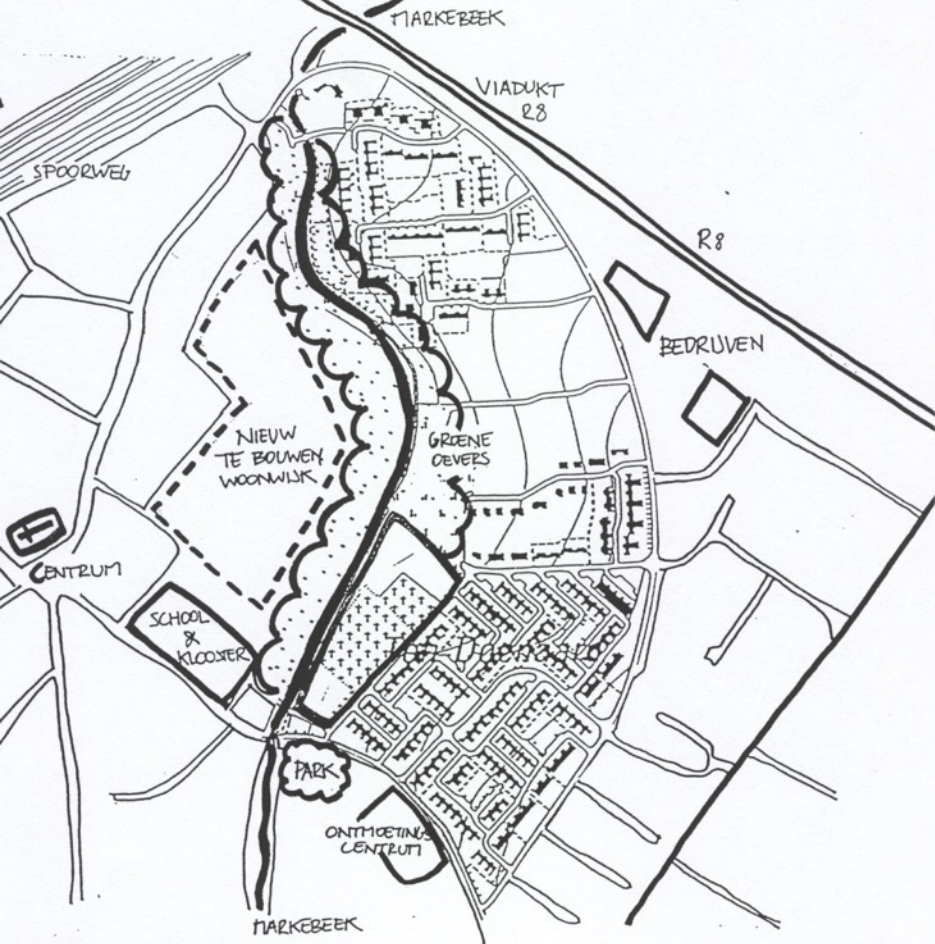 MARKEBEEK
VIADUKT
R8
SPOORWEG
R8
BEDRIJVEN
NIEUW
TE BOUWEN
WOONWIJK
GROENE
OEVERS
CENTRUM
SCHOOL
&
KLOOSTER
PARK
ONTMOETINGS
CENTRUM
MARKEBEEK